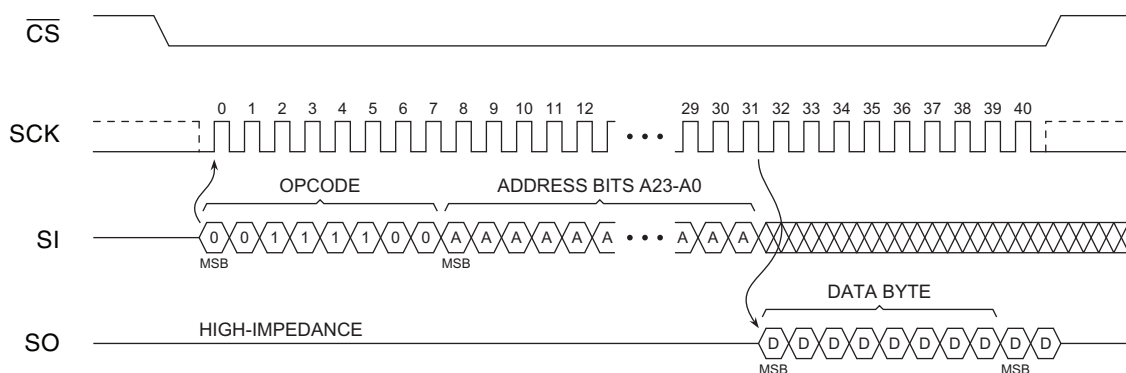 CS
0 1 2 3 4 5 6 7 8 9 10 11 12 29 30 31 32 33 34 35 36 37 38 39 40
SCK
OPCODE ADDRESS BITS A23-A0
SI 0 0 1 1 1 1 0 0 A A A A A A A A A
MSB MSB
DATA BYTE
HIGH-IMPEDANCE
SO D D D D D D D D D D
MSB MSB